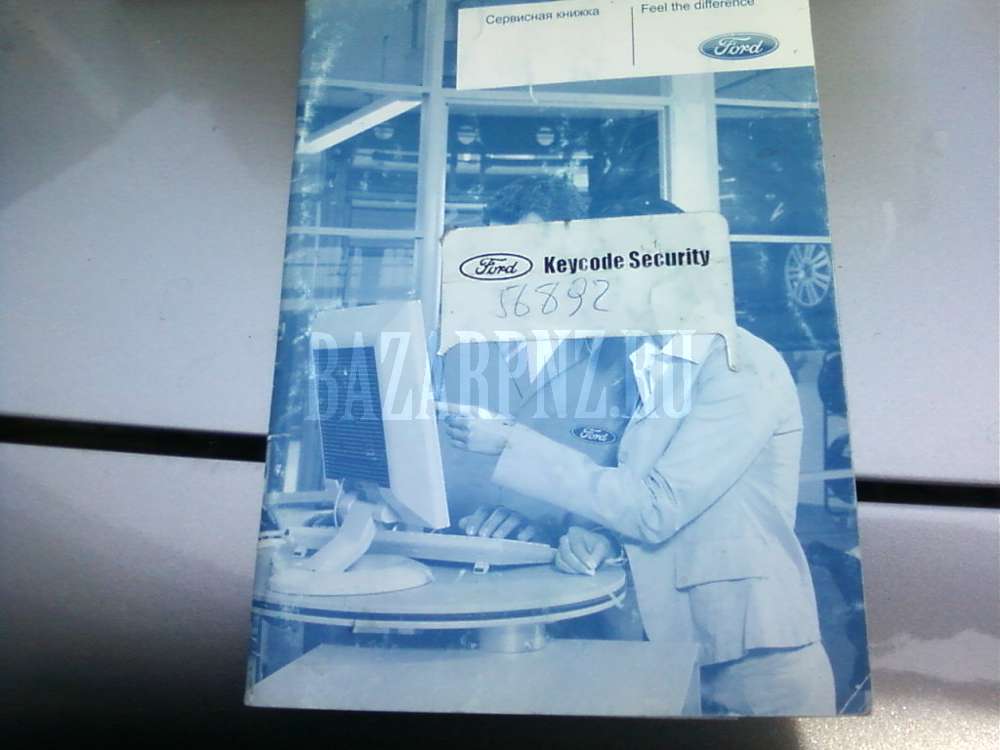 Сервисная книжка
Feel the difference
Ford
Ford Keycode Security
56892
BAZARPNZ.RU
Ford